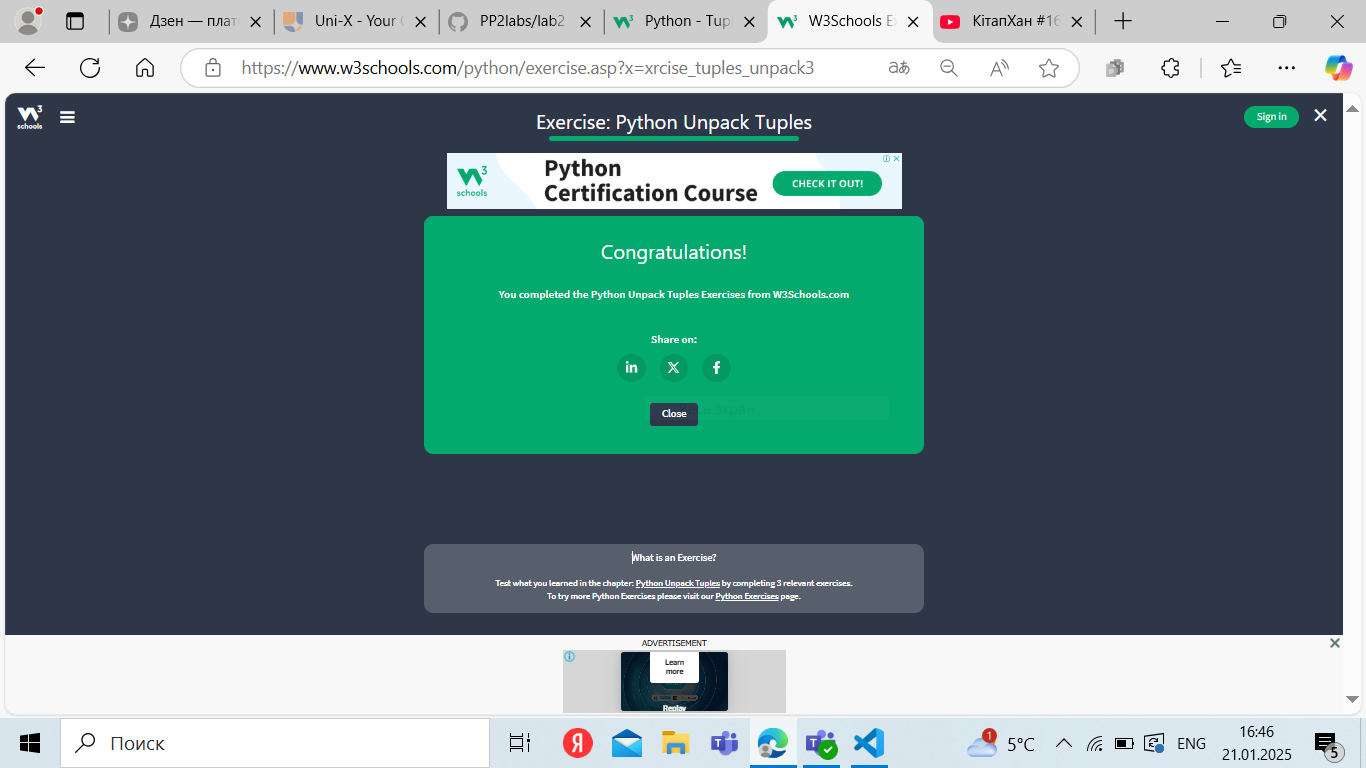 Дзен — плат
Uni-X - Your
PP2labs/lab2
Python - Tupl
W3Schools Ex
КітапХан #16
https://www.w3schools.com/python/exercise.asp?x=xrcise_tuples_unpack3
schools
Exercise: Python Unpack Tuples
Sign in
schools
Python
Certification Course
CHECK IT OUT!
Congratulations!
You completed the Python Unpack Tuples Exercises from W3Schools.com
Share on:
Close
What is an Exercise?
Test what you learned in the chapter: Python Unpack Tuples by completing 3 relevant exercises.
To try more Python Exercises please visit our Python Exercises page.
ADVERTISEMENT
Learn
more
Replay
Поиск
1
5°C
ENG
16:46
21.01.2025
5